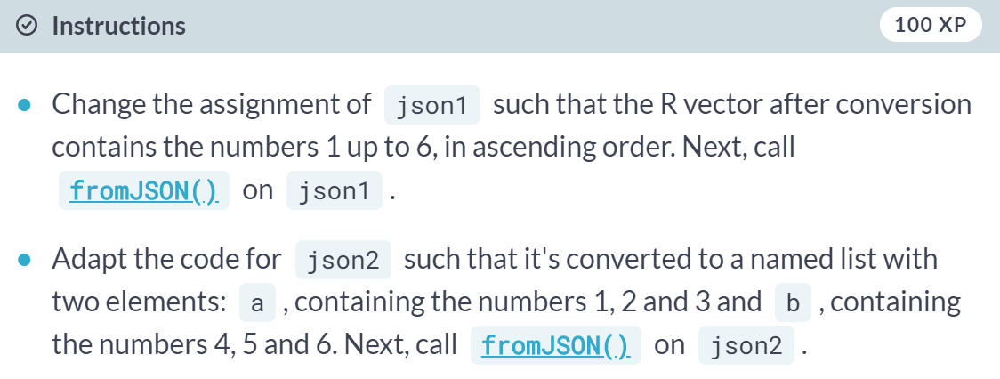 Instructions
100 XP
Change the assignment of json1 such that the R vector after conversion
contains the numbers 1 up to 6, in ascending order. Next, call
fromJSON() on json1 .
Adapt the code for json2 such that it's converted to a named list with
two elements: a , containing the numbers 1, 2 and 3 and b , containing
the numbers 4, 5 and 6. Next, call fromJSON() on json2 .